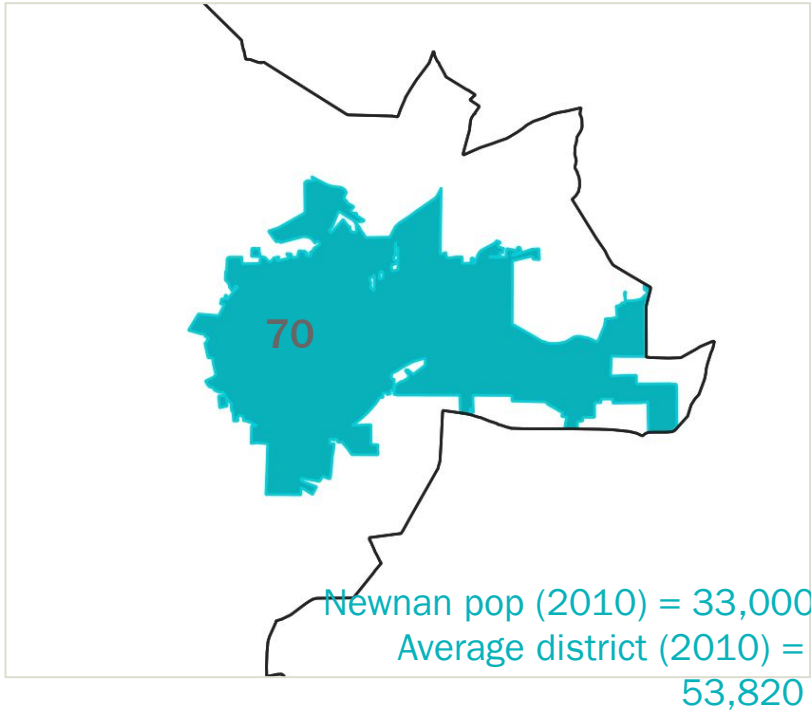 70
Newnan pop (2010) = 33,000
Average district (2010) =
53,820